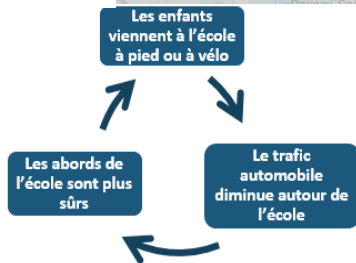 Les enfants
viennent à l'école
à pied ou à vélo
Le trafic
automobile
diminue autour de
l'école
Les abords de
l'école sont plus
sûrs